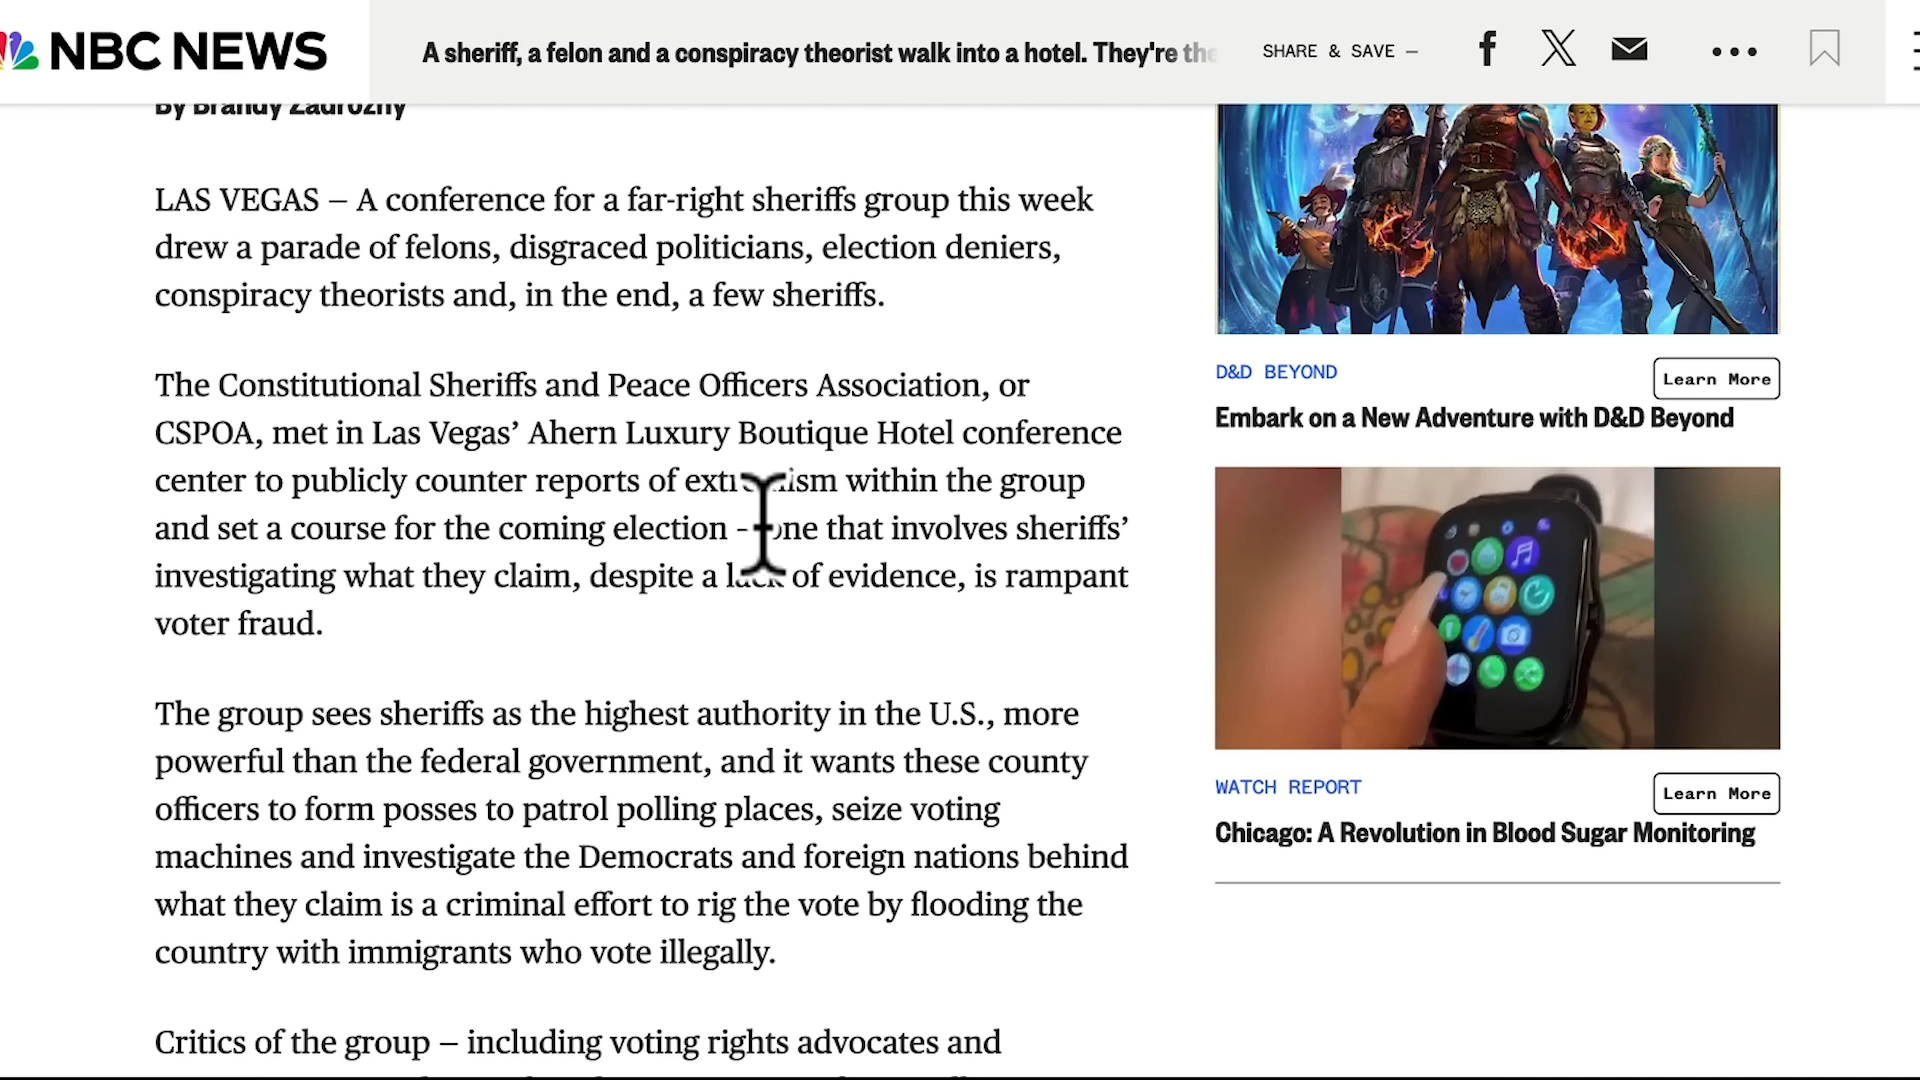 NBC NEWS
A sheriff, a felon and a conspiracy theorist walk into a hotel. They're the
SHARE & SAVE —
By Brandy Zadrozny
LAS VEGAS — A conference for a far-right sheriffs group this week
drew a parade of felons, disgraced politicians, election deniers,
conspiracy theorists and, in the end, a few sheriffs.
The Constitutional Sheriffs and Peace Officers Association, or
CSPOA, met in Las Vegas’ Ahern Luxury Boutique Hotel conference
center to publicly counter reports of extremism within the group
and set a course for the coming election - one that involves sheriffs’
investigating what they claim, despite a lack of evidence, is rampant
voter fraud.
The group sees sheriffs as the highest authority in the U.S., more
powerful than the federal government, and it wants these county
officers to form posses to patrol polling places, seize voting
machines and investigate the Democrats and foreign nations behind
what they claim is a criminal effort to rig the vote by flooding the
country with immigrants who vote illegally.
Critics of the group — including voting rights advocates and
D&D BEYOND
Learn More
Embark on a New Adventure with D&D Beyond
WATCH REPORT
Learn More
Chicago: A Revolution in Blood Sugar Monitoring